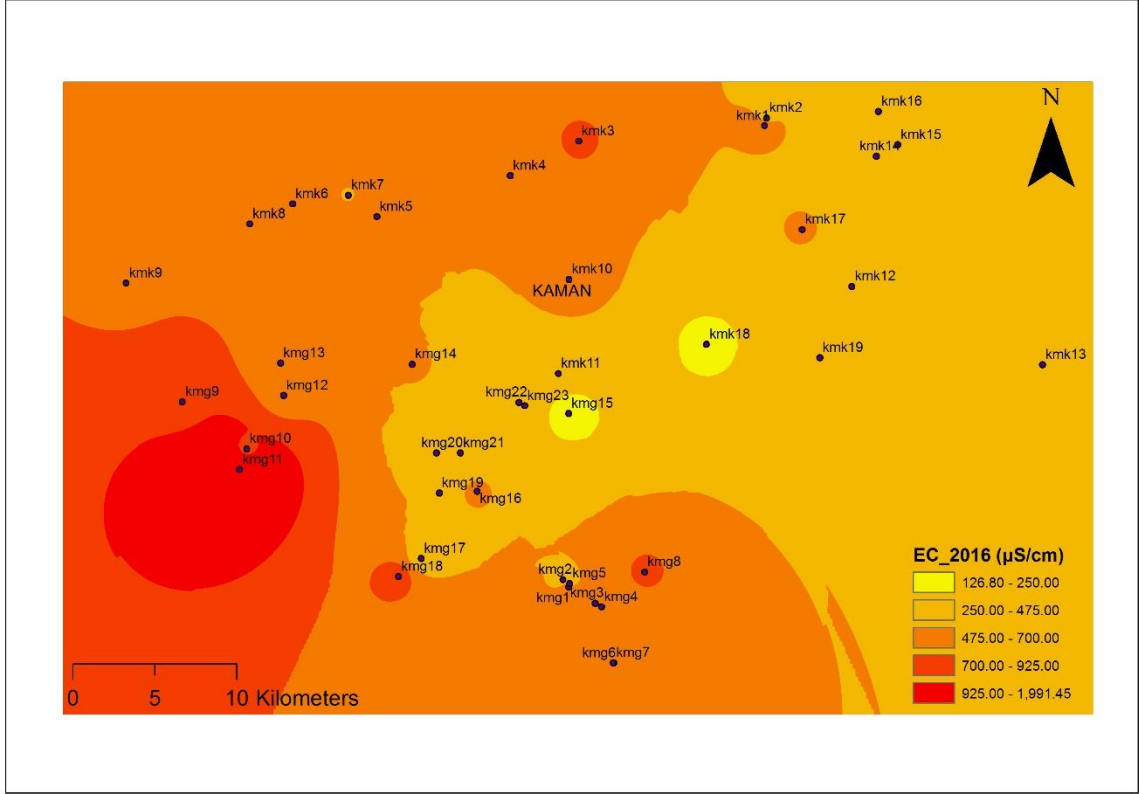 kmk16
kmk2
kmk1
N
kmk3
kmk15
kmk14
kmk4
kmk7
kmk6
kmk5
kmk8
kmk17
kmk9
kmk10
kmk12
KAMAN
kmk18
kmg13
kmg14
kmk19
kmk13
kmk11
kmg12
kmg9
kmg22
kmg23
kmg15
kmg10
kmg20
kmg21
kmg11
kmg19
kmg16
kmg17
EC_2016 (µS/cm)
kmg18
kmg2
kmg5
kmg8
126.80 - 250.00
kmg1
kmg3
kmg4
250.00 - 475.00
475.00 - 700.00
kmg6kmg7
700.00 - 925.00
925.00 - 1,991.45
0 5 10 Kilometers